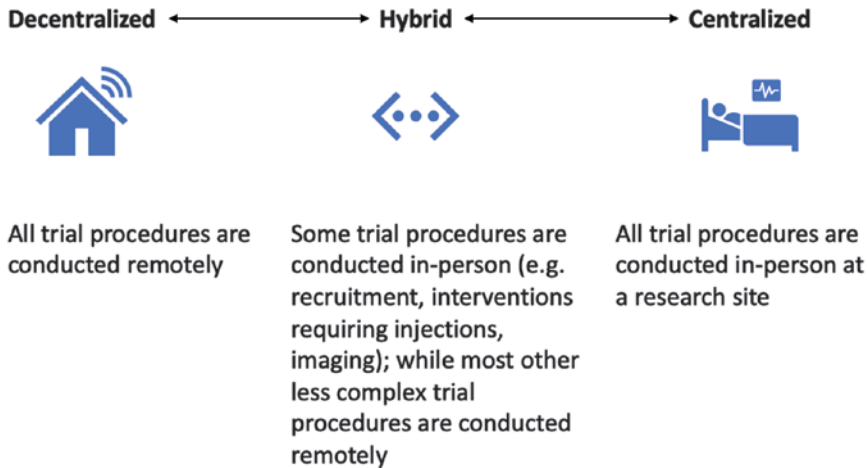 Decentralized Hybrid Centralized
All trial procedures are
conducted remotely
Some trial procedures are
conducted in-person (e.g.
recruitment, interventions
requiring injections,
imaging); while most other
less complex trial
procedures are conducted
remotely
All trial procedures are
conducted in-person at
a research site